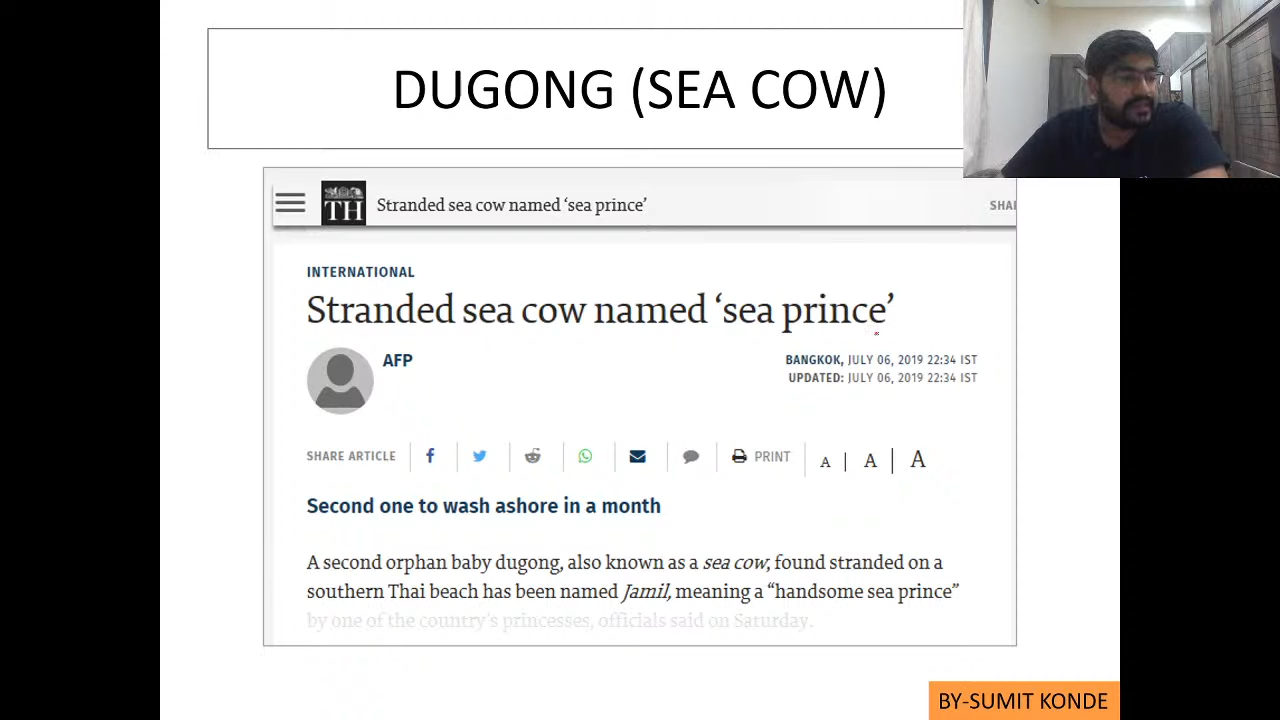 DUGONG (SEA COW)
TH Stranded sea cow named ‘sea prince’ SHA
INTERNATIONAL
Stranded sea cow named ‘sea prince’
AFP
BANGKOK, JULY 06, 2019 22:34 IST
UPDATED: JULY 06, 2019 22:34 IST
SHARE ARTICLE PRINT A A A
Second one to wash ashore in a month
A second orphan baby dugong, also known as a sea cow, found stranded on a
southern Thai beach has been named Jamil, meaning a “handsome sea prince”
by one of the country's princesses, officials said on Saturday.
BY-SUMIT KONDE